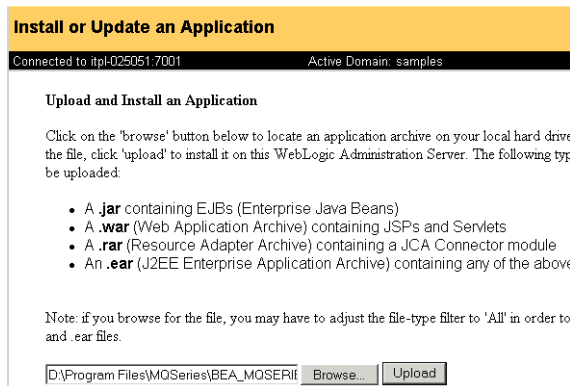 Install or Update an Application
Connected to itpl-025051:7001 Active Domain: samples
Upload and Install an Application
Click on the 'browse' button below to locate an application archive on your local hard drive
the file, click 'upload' to install it on this WebLogic Administration Server. The following typ
be uploaded:
• A .jar containing EJBs (Enterprise Java Beans)
• A .war (Web Application Archive) containing JSPs and Servlets
• A .rar (Resource Adapter Archive) containing a JCA Connector module
• An .ear (J2EE Enterprise Application Archive) containing any of the above
Note: if you browse for the file, you may have to adjust the file-type filter to 'All' in order to
and .ear files.
D:\Program Files\MQSeries\BEA_MQSERIE Browse... Upload